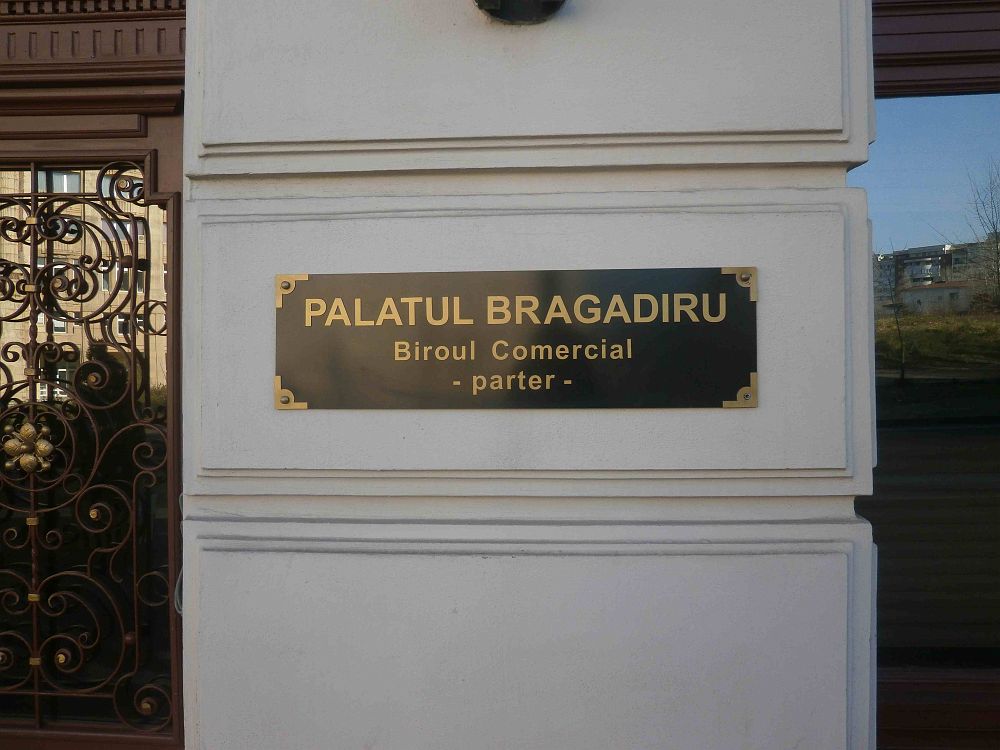 PALATUL BRAGADIRU
Biroul Comercial
- parter -